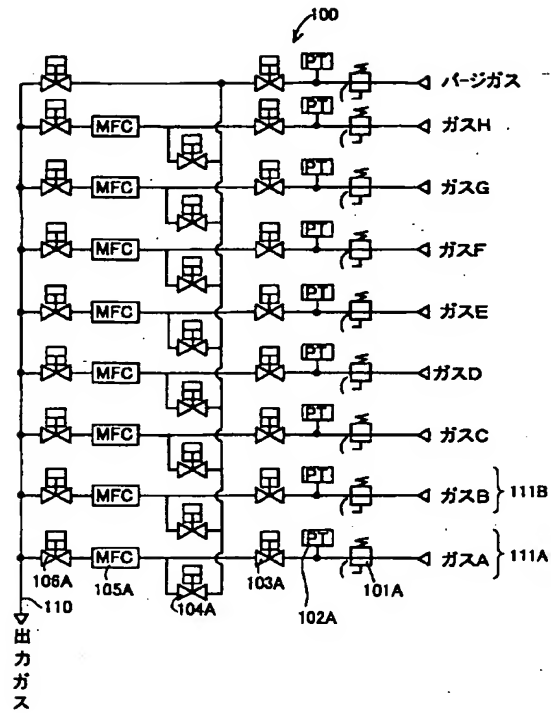 100
PT
パージガス
MFC
PT
ガスH
MFC
PT
ガスG
MFC
PT
ガスF
MFC
PT
ガスE
MFC
PT
ガスD
MFC
PT
ガスC
MFC
PT
ガスB
111B
MFC
PT
ガスA
111A
106A
105A
104A
103A
102A
101A
110
出力ガス